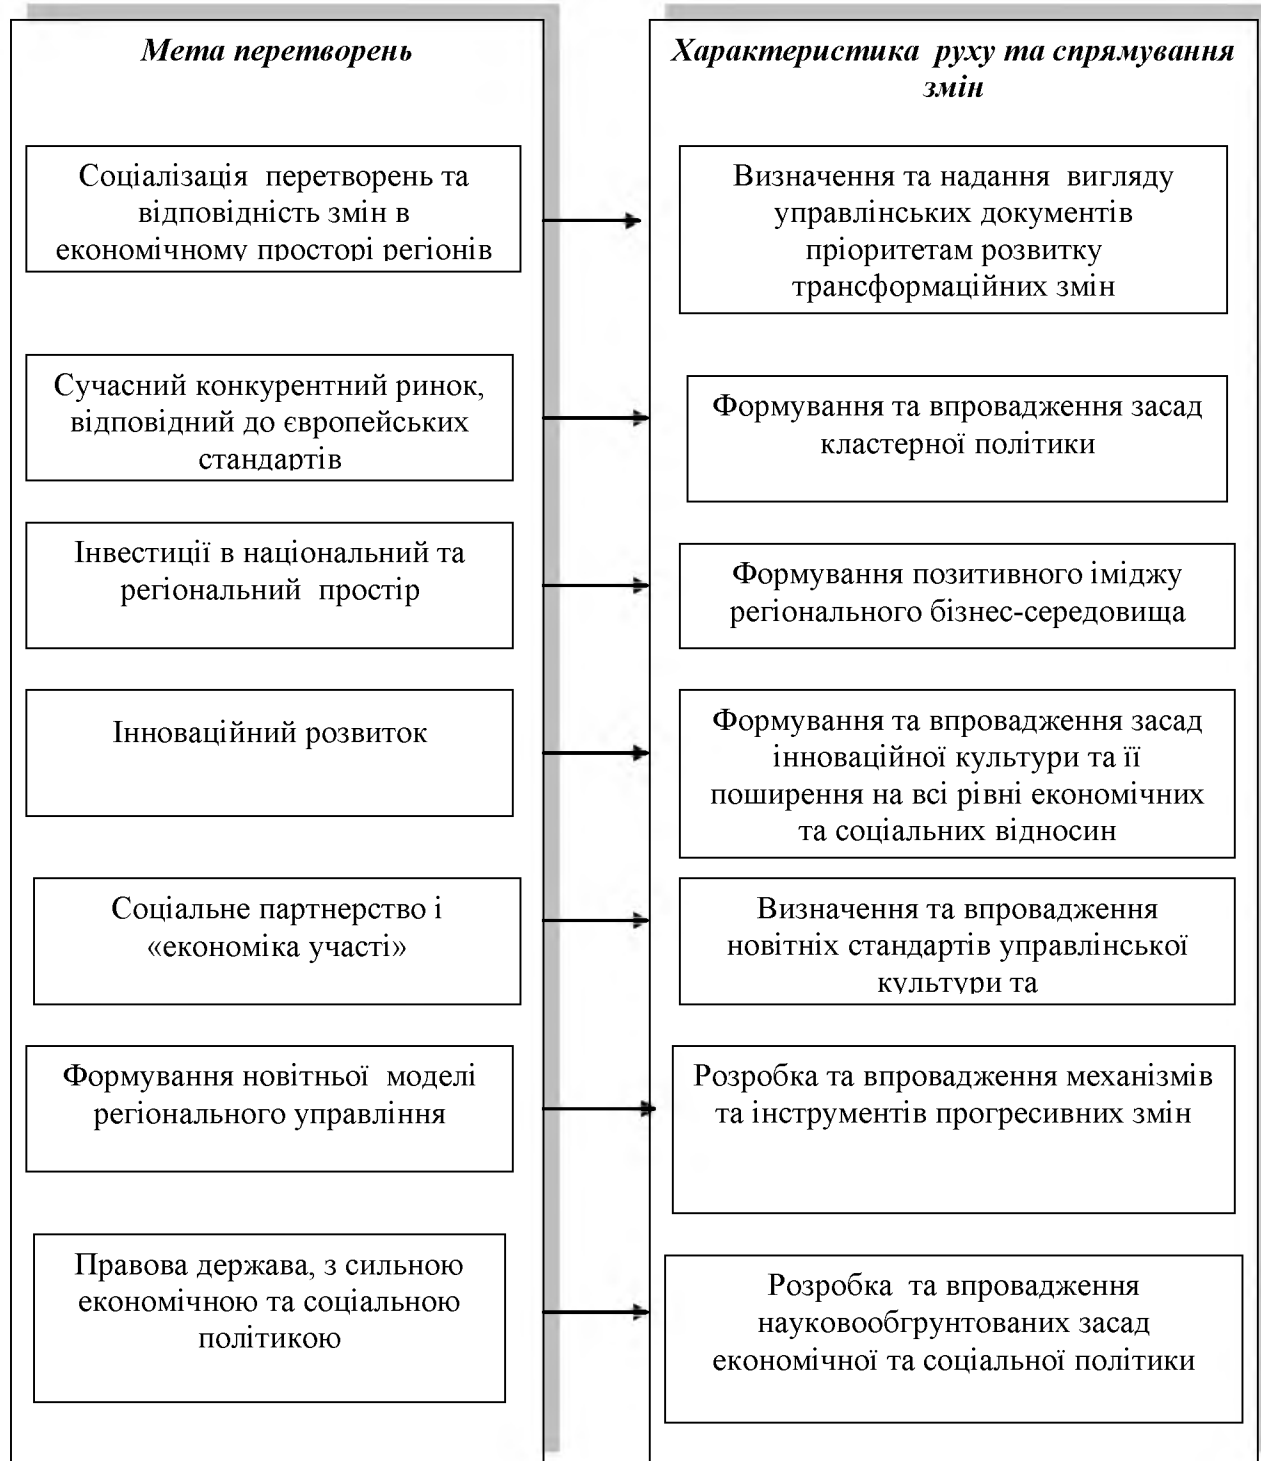 Мета перетворень
Соціалізація перетворень та
відповідність змін в
економічному просторі регіонів
Сучасний конкурентний ринок,
відповідний до європейських
стандартів
Інвестиції в національний та
регіональний простір
Інноваційний розвиток
Соціальне партнерство і
«економіка участі»
Формування новітньої моделі
регіонального управління
Правова держава, з сильною
економічною та соціальною
політикою
Характеристика руху та спрямування
змін
Визначення та надання вигляду
управлінських документів
пріоритетам розвитку
трансформаційних змін
Формування та впровадження засад
кластерної політики
Формування позитивного іміджу
регіонального бізнес-середовища
Формування та впровадження засад
інноваційної культури та її
поширення на всі рівні економічних
та соціальних відносин
Визначення та впровадження
новітніх стандартів управлінської
культури та
Розробка та впровадження механізмів
та інструментів прогресивних змін
Розробка та впровадження
науковообгрунтованих засад
економічної та соціальної політики